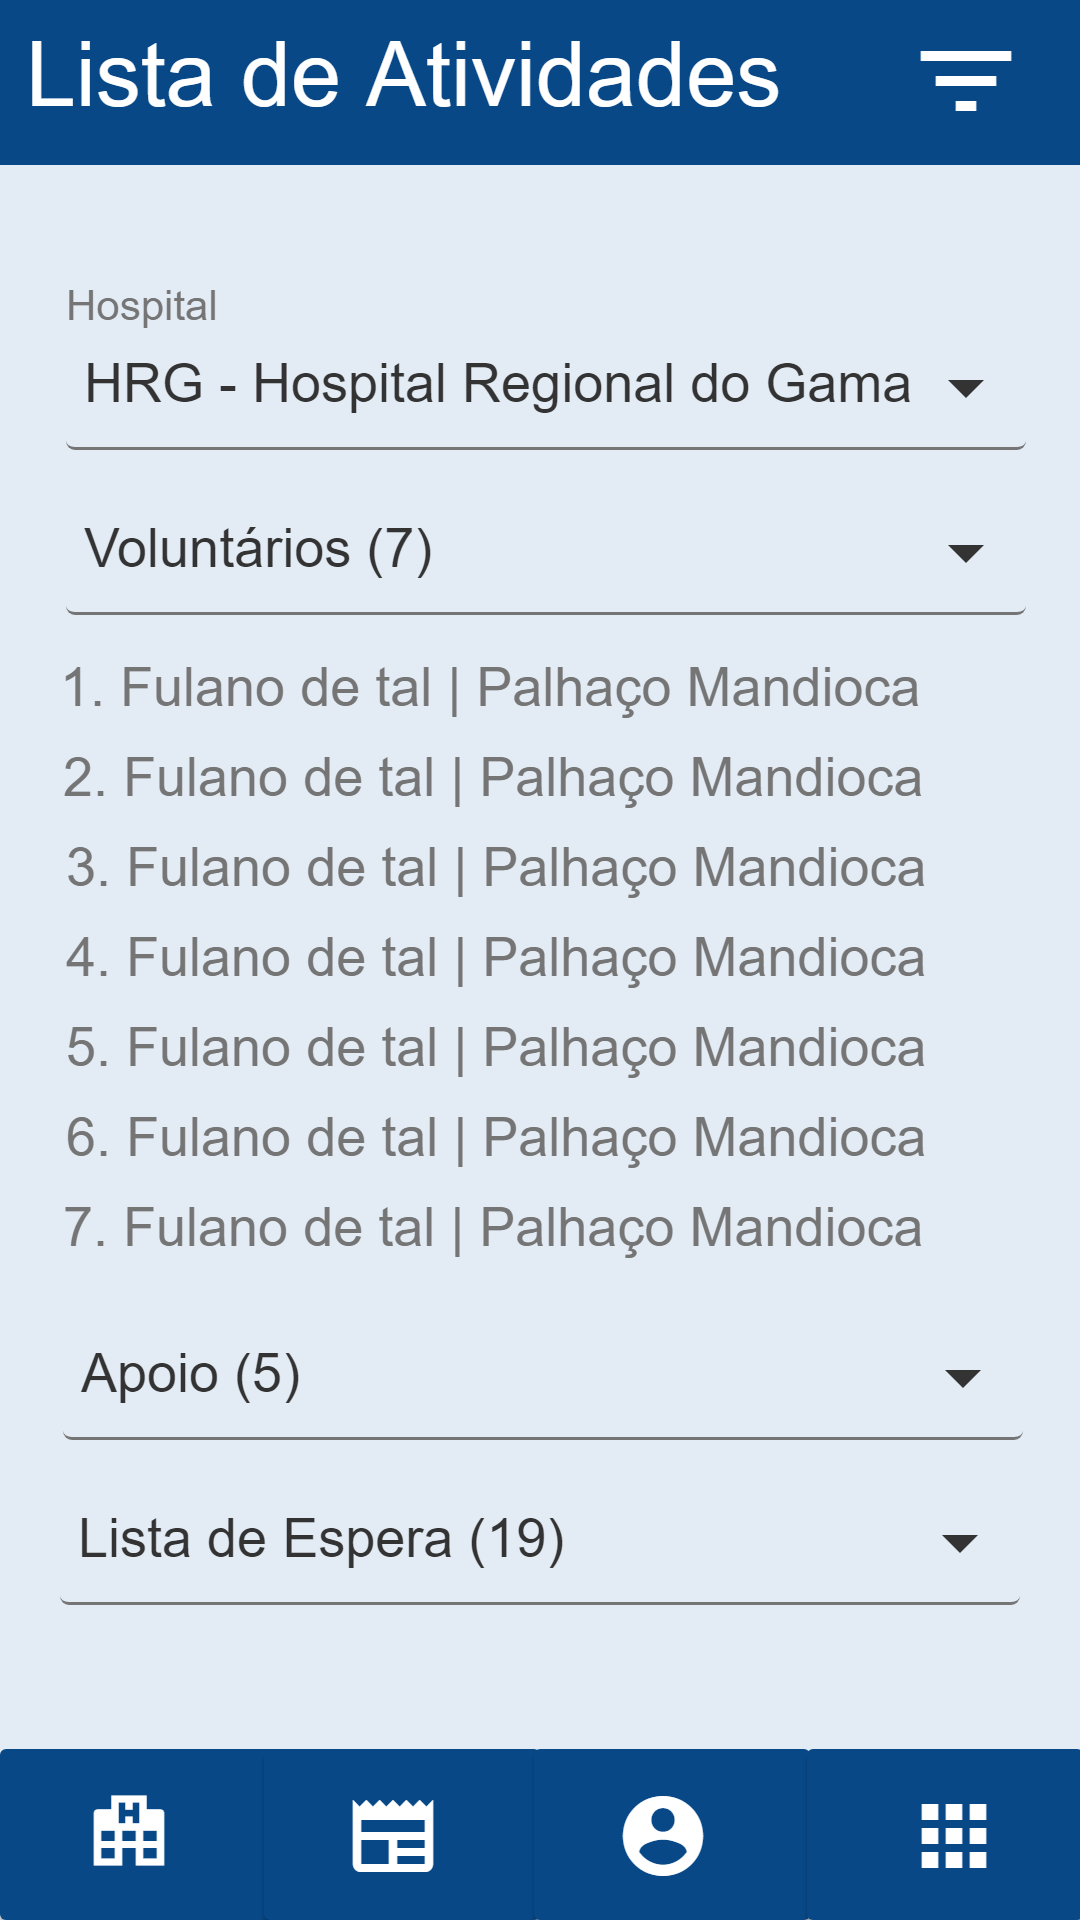 Lista de Atividades
Hospital
HRG - Hospital Regional do Gama
Voluntários (7)
1. Fulano de tal | Palhaço Mandioca
2. Fulano de tal | Palhaço Mandioca
3. Fulano de tal | Palhaço Mandioca
4. Fulano de tal | Palhaço Mandioca
5. Fulano de tal | Palhaço Mandioca
6. Fulano de tal | Palhaço Mandioca
7. Fulano de tal | Palhaço Mandioca
Apoio (5)
Lista de Espera (19)
H